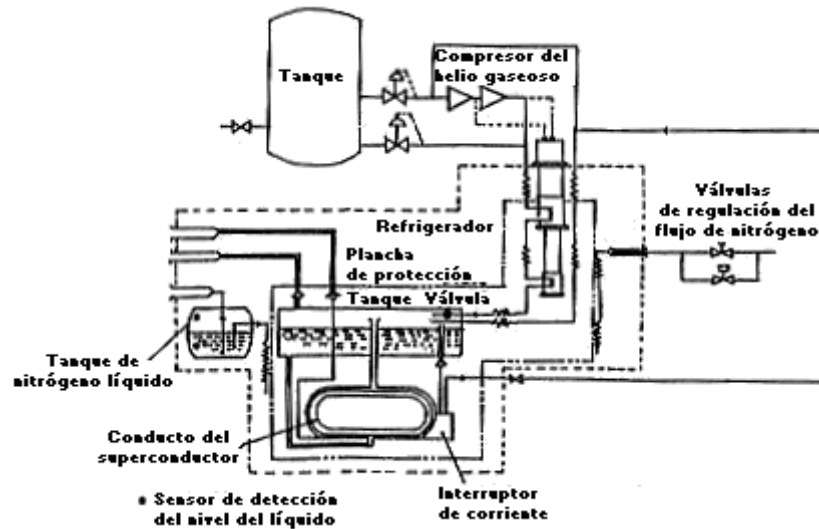 Compresor del
helio gaseoso
Tanque
Válvulas
de regulación del
flujo de nitrógeno
Refrigerador
Plancha
de protección
Tanque Válvula
Tanque de
nitrógeno líquido
Conducto del
superconductor
Interruptor
de corriente
* Sensor de detección
del nivel del líquido